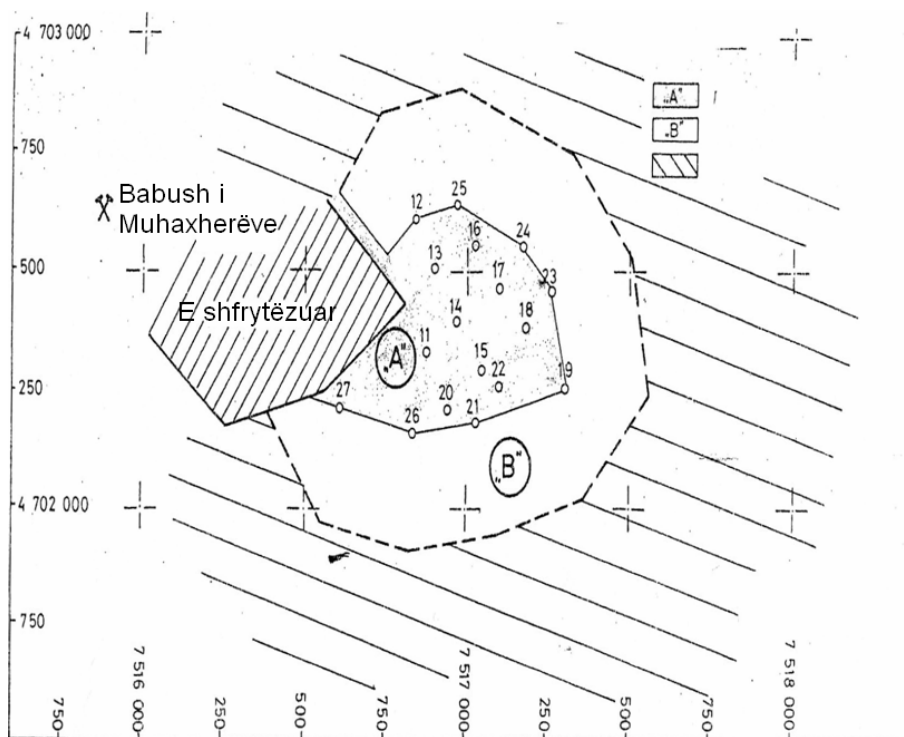 4 703 000
„A"
„B"
750
25
12
24
Babush i
Muhaxherëve
16
13
500
23
17
E shfrytëzuar
14
18
11
„A"
15
22
19
250
27
20
26
21
„B"
4 702 000
750
750
7 516 000
250
500
750
7 517 000
250
500
750
7 518 000